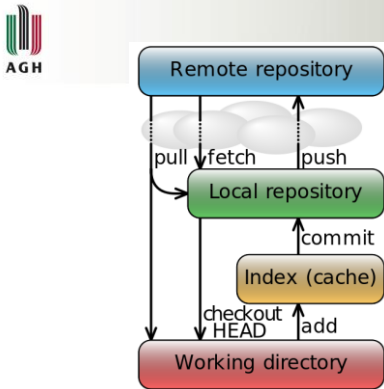 AGH
Remote repository
pull fetch push
Local repository
commit
Index (cache)
checkout
HEAD
add
Working directory